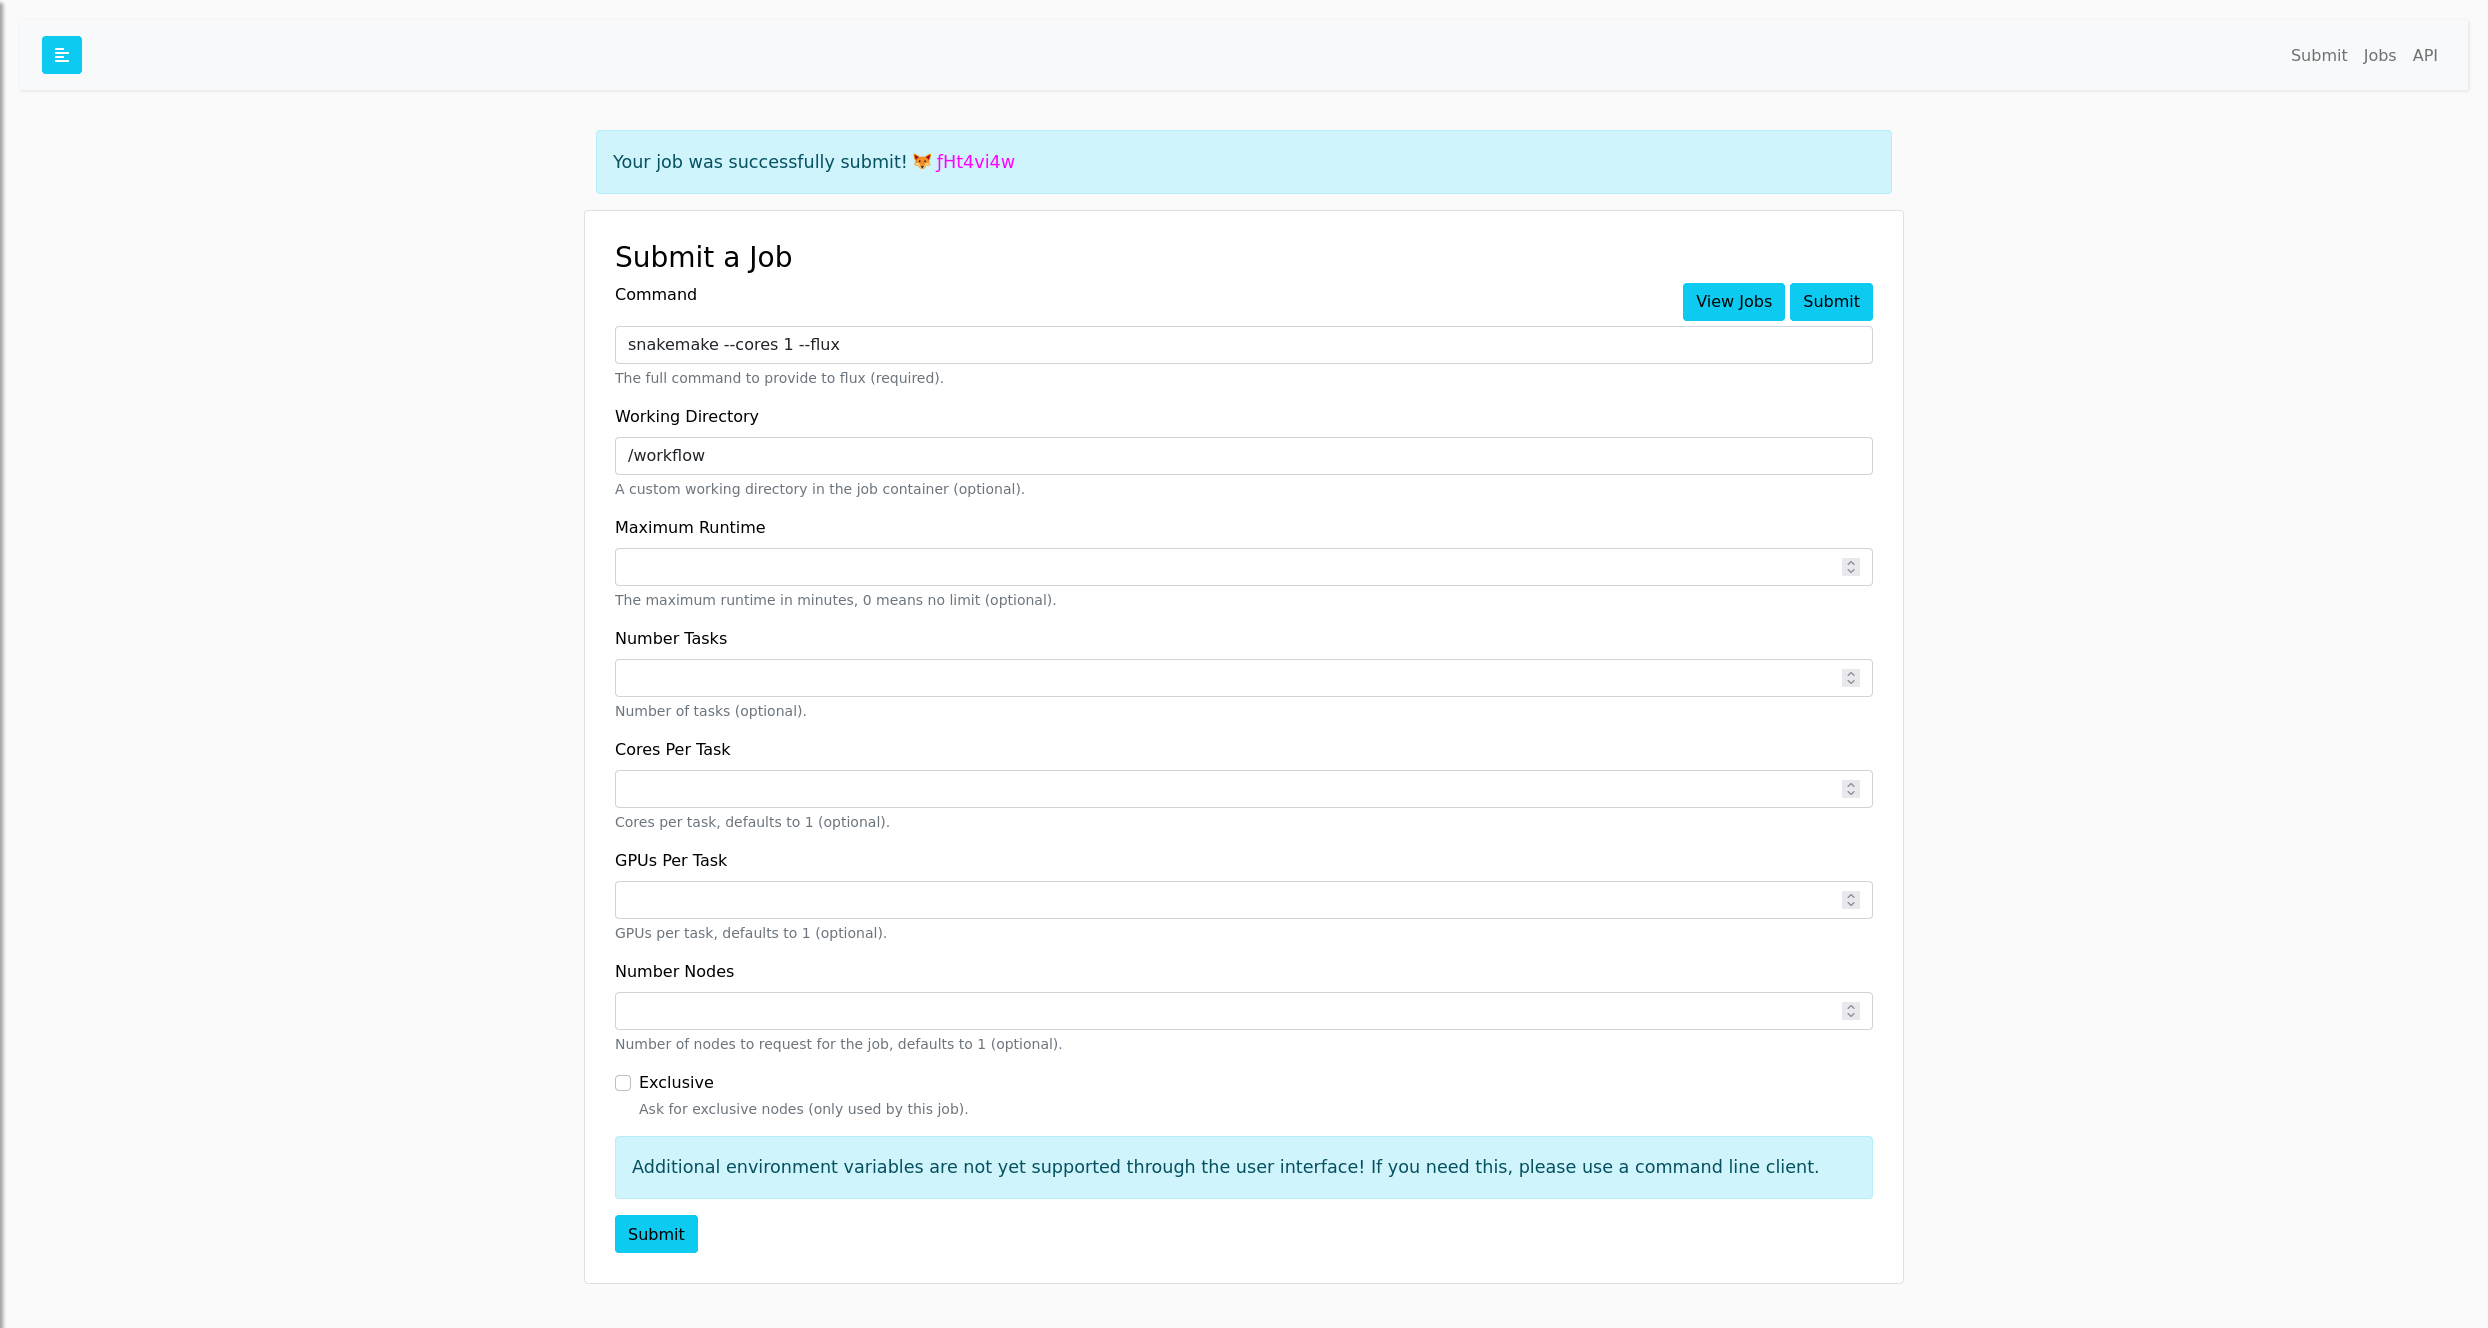 Submit Jobs API
Your job was successfully submit! 🦊 ƒHt4vi4w
Submit a Job
Command
View Jobs Submit
snakemake --cores 1 --flux
The full command to provide to flux (required).
Working Directory
/workflow
A custom working directory in the job container (optional).
Maximum Runtime
The maximum runtime in minutes, 0 means no limit (optional).
Number Tasks
Number of tasks (optional).
Cores Per Task
Cores per task, defaults to 1 (optional).
GPUs Per Task
GPUs per task, defaults to 1 (optional).
Number Nodes
Number of nodes to request for the job, defaults to 1 (optional).
Exclusive
Ask for exclusive nodes (only used by this job).
Additional environment variables are not yet supported through the user interface! If you need this, please use a command line client.
Submit